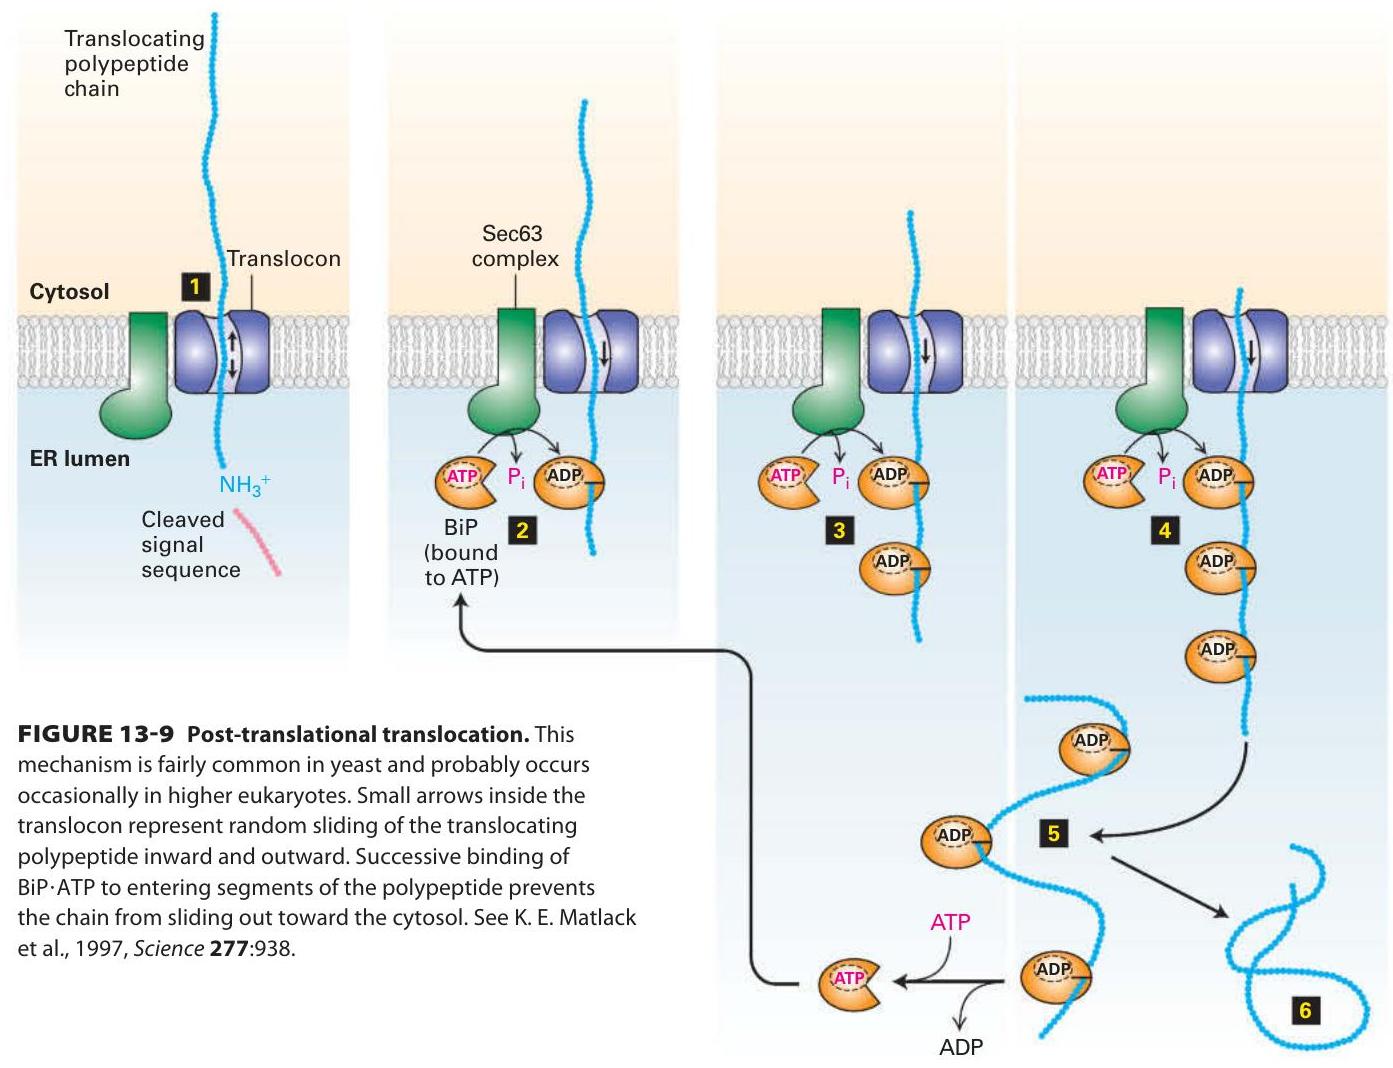 Translocating
polypeptide
chain
1
Translocon
Cytosol
ER lumen
NH3+
Cleaved
signal
sequence
Sec63
complex
ATP
Pi
ADP
BiP
(bound
to ATP)
2
ATP
Pi
ADP
3
ADP
ATP
Pi
ADP
4
ADP
ADP
ADP
ADP
5
ATP
ATP
ADP
ADP
6
FIGURE 13-9 Post-translational translocation. This
mechanism is fairly common in yeast and probably occurs
occasionally in higher eukaryotes. Small arrows inside the
translocon represent random sliding of the translocating
polypeptide inward and outward. Successive binding of
BiP·ATP to entering segments of the polypeptide prevents
the chain from sliding out toward the cytosol. See K. E. Matlack
et al., 1997, Science 277:938.